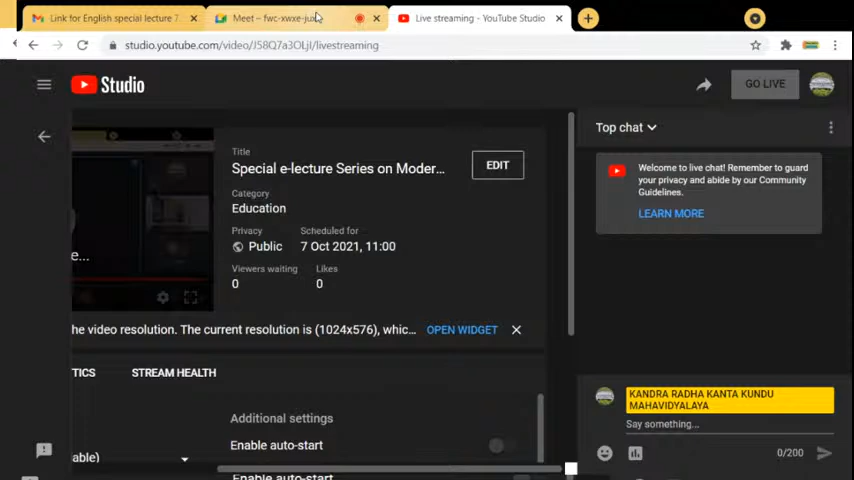 Link for English special lecture 7
Meet – fwc-xwxe-jux
Live streaming - YouTube Studio
studio.youtube.com/video/J58Q7a3OLjI/livestreaming
Studio
GO LIVE
Top chat
Title
Special e-lecture Series on Moder...
EDIT
Category
Education
Privacy
Scheduled for
Public
7 Oct 2021, 11:00
Viewers waiting
Likes
0
0
e...
he video resolution. The current resolution is (1024x576), whic...
OPEN WIDGET
TICS
STREAM HEALTH
Additional settings
Enable auto-start
able)
Enable auto-start
Welcome to live chat! Remember to guard
your privacy and abide by our Community
Guidelines.
LEARN MORE
KANDRA RADHA KANTA KUNDU
MAHAVIDYALAYA
Say something...
0/200